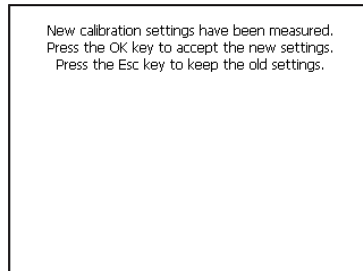 New calibration settings have been measured.
Press the OK key to accept the new settings.
Press the Esc key to keep the old settings.